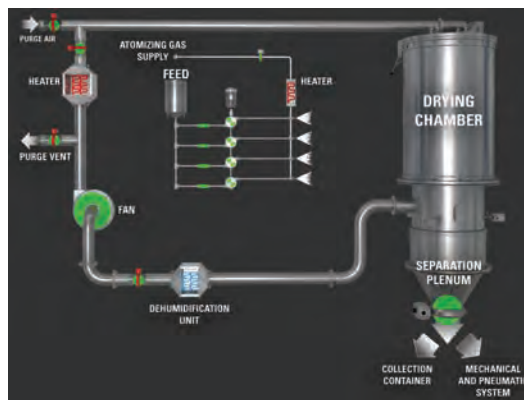 PURGE AIR
ATOMIZING GAS
SUPPLY
FEED
HEATER
HEATER
DRYING
CHAMBER
PURGE VENT
FAN
SEPARATION
PLENUM
DEHUMIDIFICATION
UNIT
COLLECTION
CONTAINER
MECHANICAL
AND PNEUMATI
SYSTEM